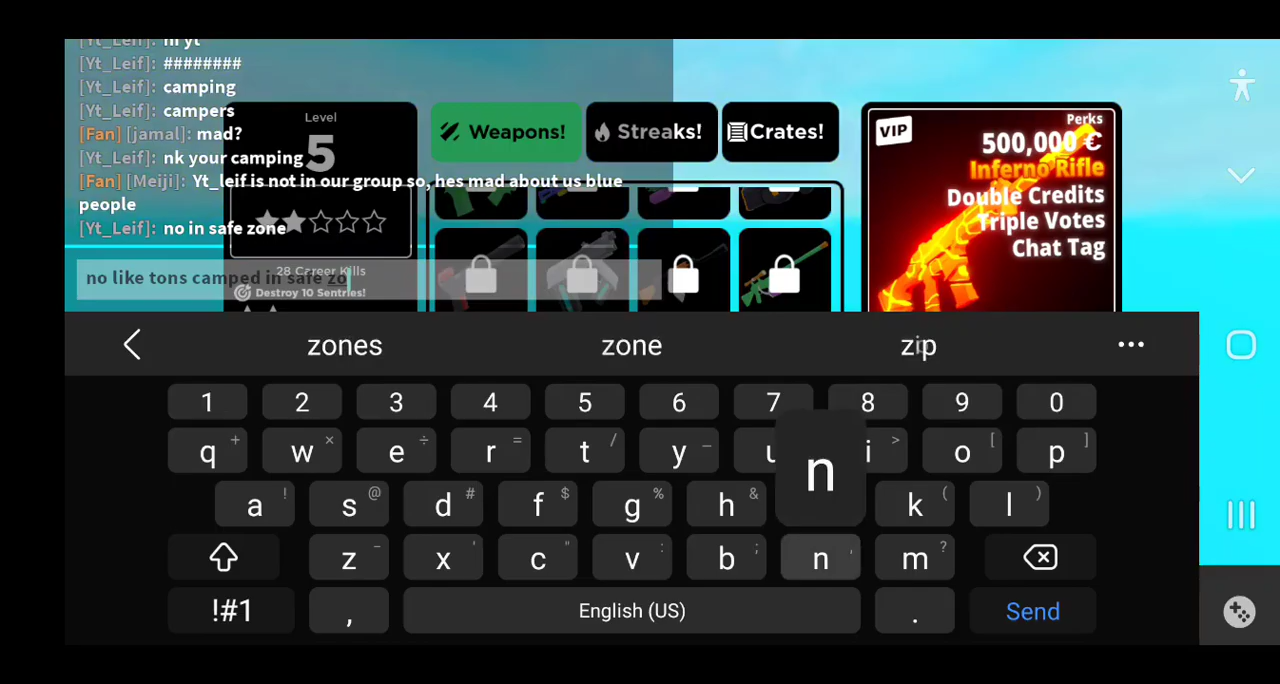 [Yt_Leif]: hi yt
[Yt_Leif]: ########
[Yt_Leif]: camping
[Yt_Leif]: campers
[Fan] [jamal]: mad?
[Yt_Leif]: nk your camping
[Fan] [Meiji]: Yt_leif is not in our group so, hes mad about us blue
people
[Yt_Leif]: no in safe zone
no like tons camped in safe zo
Level
5
28 Career Kills
Destroy 10 Sentries!
Weapons! Streaks! Crates!
VIP
Perks
500,000 €
Inferno Rifle
Double Credits
Triple Votes
Chat Tag
zones zone zip ...
1 2 3 4 5 6 7 8 9 0
q + w × e ÷ r = t / y _ u i > o [ p ]
a ! s @ d # f $ g % h & k ( l )
n
z - x ' c " v : b ; n , m ?
!#1 , English (US) . Send